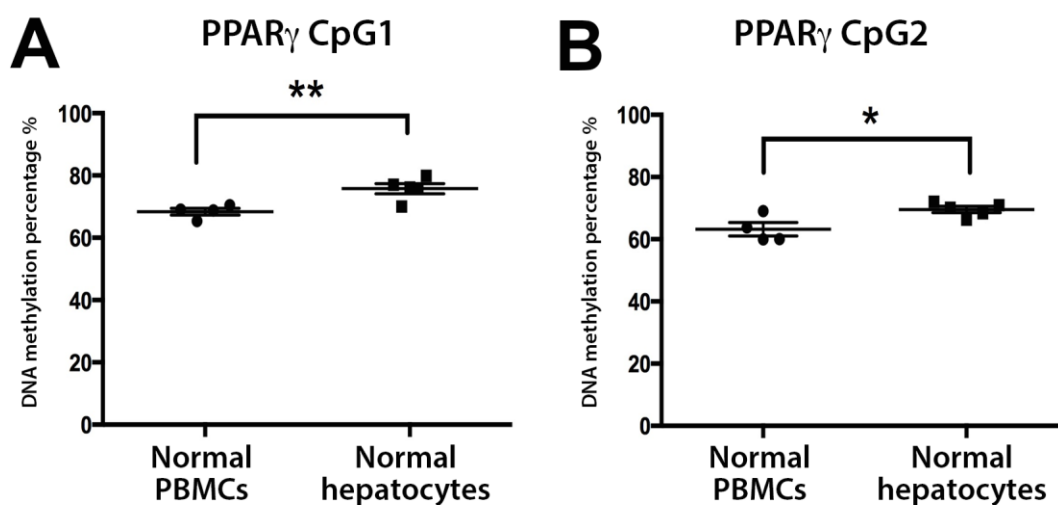 A
PPARγ CpG1
**
DNA methylation percentage %
100
80
60
40
20
0
Normal
PBMCs
Normal
hepatocytes
B
PPARγ CpG2
*
DNA methylation percentage %
100
80
60
40
20
0
Normal
PBMCs
Normal
hepatocytes